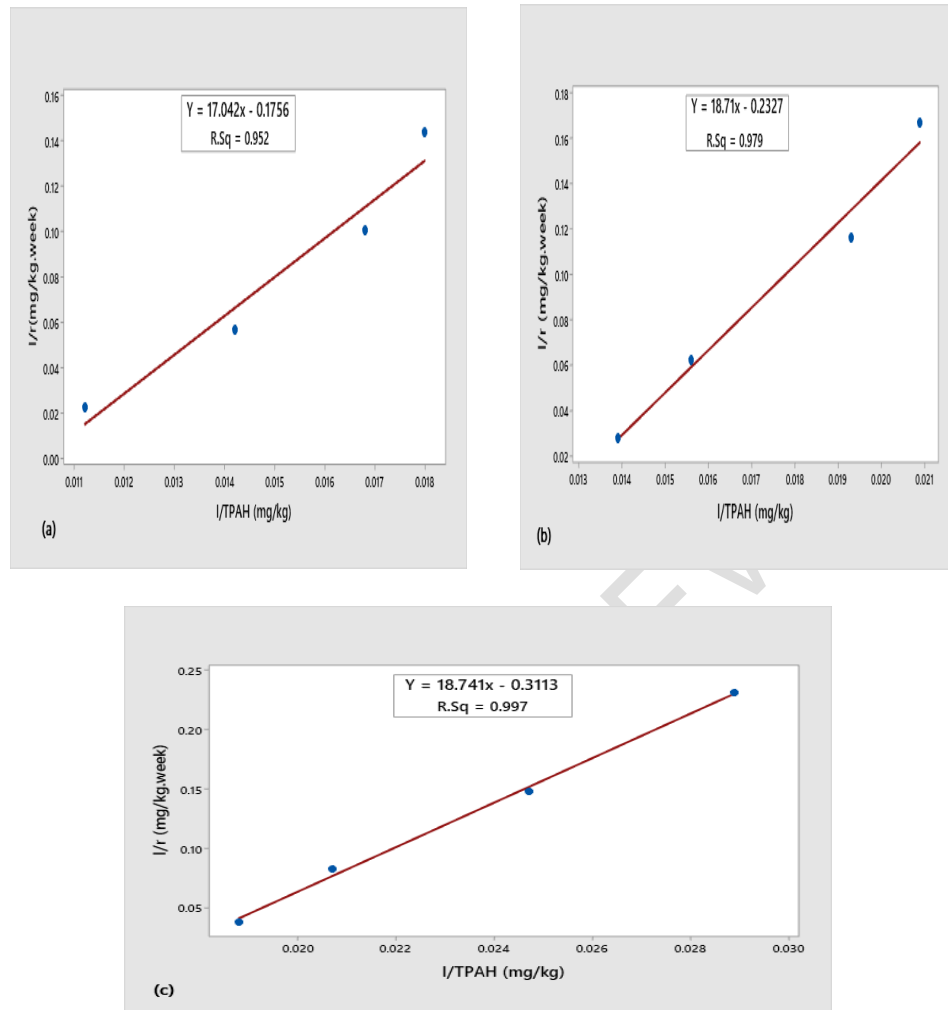 Y = 17.042x - 0.1756
R.Sq = 0.952
0.16
0.14
0.12
0.10
0.08
0.06
0.04
0.02
0.00
I/r(mg/kg.week)
0.011 0.012 0.013 0.014 0.015 0.016 0.017 0.018
I/TPAH (mg/kg)
(a)
Y = 18.71x - 0.2327
R.Sq = 0.979
0.18
0.16
0.14
0.12
0.10
0.08
0.06
0.04
0.02
I/r (mg/kg.week)
0.013 0.014 0.015 0.016 0.017 0.018 0.019 0.020 0.021
I/TPAH (mg/kg)
(b)
Y = 18.741x - 0.3113
R.Sq = 0.997
0.25
0.20
0.15
0.10
0.05
I/r (mg/kg.week)
0.020 0.022 0.024 0.026 0.028 0.030
I/TPAH (mg/kg)
(c)